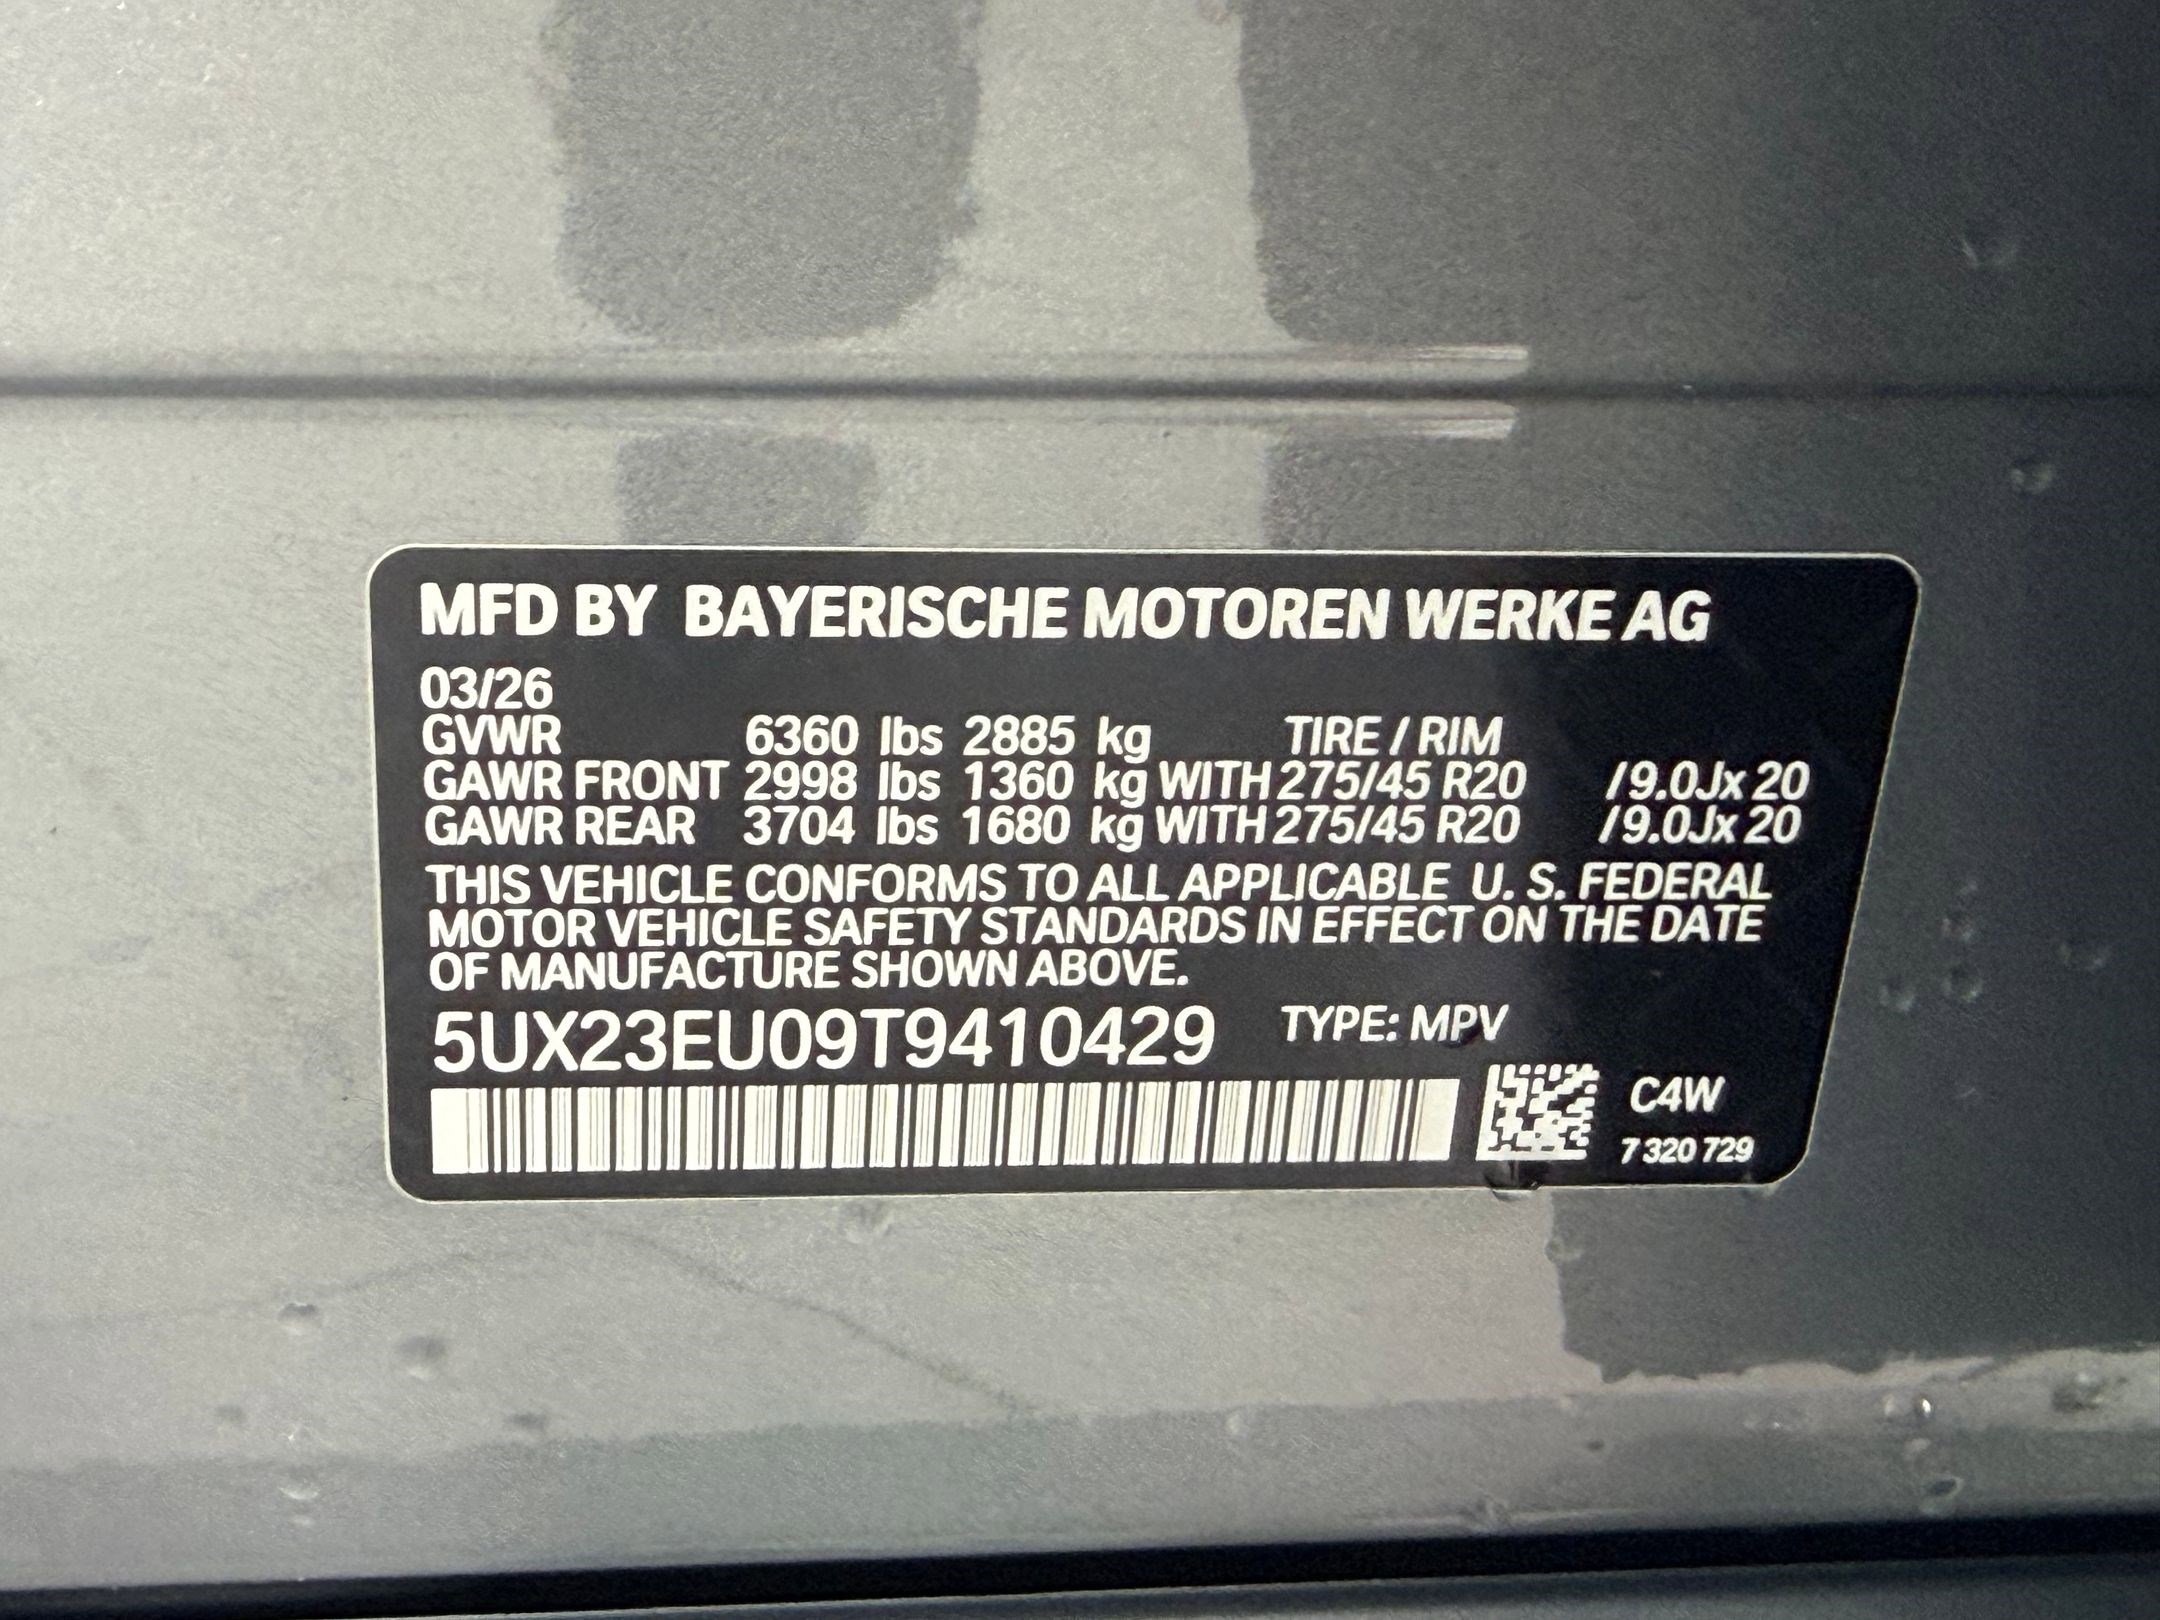 MFD BY BAYERISCHE MOTOREN WERKE AG
03/26
GVWR 6360 lbs 2885 kg TIRE / RIM
GAWR FRONT 2998 lbs 1360 kg WITH 275/45 R20 /9.0Jx 20
GAWR REAR 3704 lbs 1680 kg WITH 275/45 R20 /9.0Jx 20
THIS VEHICLE CONFORMS TO ALL APPLICABLE U. S. FEDERAL
MOTOR VEHICLE SAFETY STANDARDS IN EFFECT ON THE DATE
OF MANUFACTURE SHOWN ABOVE.
5UX23EU09T9410429 TYPE: MPV
C4W
7 320 729